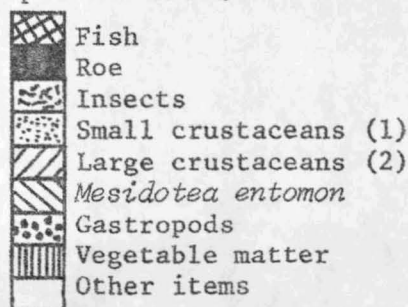 Fish
Roe
Insects
Small crustaceans (1)
Large crustaceans (2)
Mesidotea entomon
Gastropods
Vegetable matter
Other items